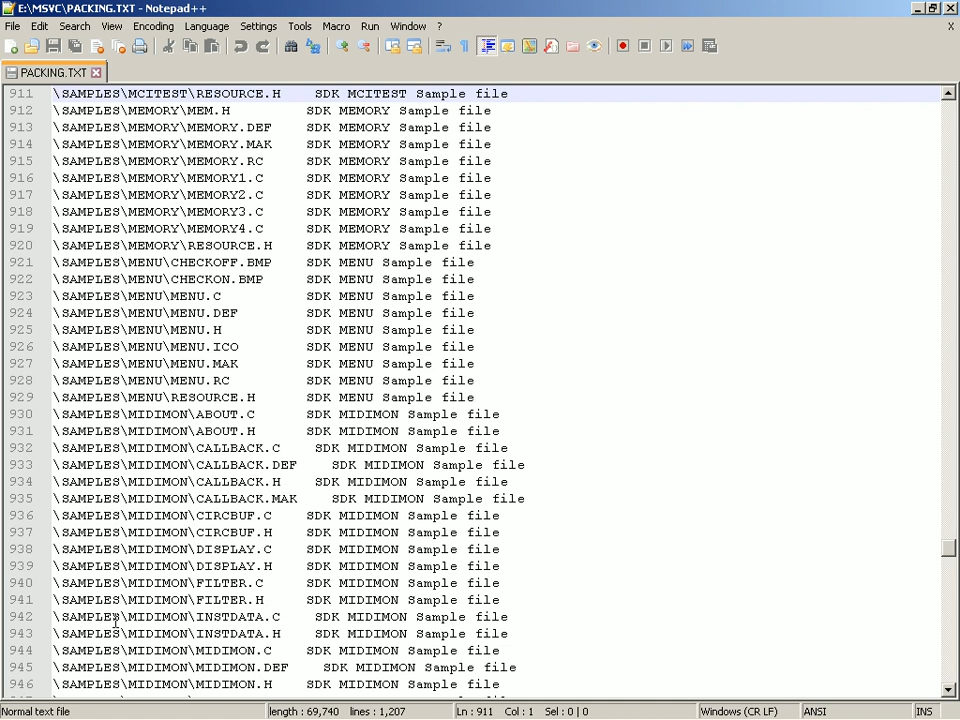 E:\MSVC\PACKING.TXT - Notepad++
File Edit Search View Encoding Language Settings Tools Macro Run Window ? X
PACKING.TXT
911 \SAMPLES\MCITEST\RESOURCE.H SDK MCITEST Sample file
912 \SAMPLES\MEMORY\MEM.H SDK MEMORY Sample file
913 \SAMPLES\MEMORY\MEMORY.DEF SDK MEMORY Sample file
914 \SAMPLES\MEMORY\MEMORY.MAK SDK MEMORY Sample file
915 \SAMPLES\MEMORY\MEMORY.RC SDK MEMORY Sample file
916 \SAMPLES\MEMORY\MEMORY1.C SDK MEMORY Sample file
917 \SAMPLES\MEMORY\MEMORY2.C SDK MEMORY Sample file
918 \SAMPLES\MEMORY\MEMORY3.C SDK MEMORY Sample file
919 \SAMPLES\MEMORY\MEMORY4.C SDK MEMORY Sample file
920 \SAMPLES\MEMORY\RESOURCE.H SDK MEMORY Sample file
921 \SAMPLES\MENU\CHECKOFF.BMP SDK MENU Sample file
922 \SAMPLES\MENU\CHECKON.BMP SDK MENU Sample file
923 \SAMPLES\MENU\MENU.C SDK MENU Sample file
924 \SAMPLES\MENU\MENU.DEF SDK MENU Sample file
925 \SAMPLES\MENU\MENU.H SDK MENU Sample file
926 \SAMPLES\MENU\MENU.ICO SDK MENU Sample file
927 \SAMPLES\MENU\MENU.MAK SDK MENU Sample file
928 \SAMPLES\MENU\MENU.RC SDK MENU Sample file
929 \SAMPLES\MENU\RESOURCE.H SDK MENU Sample file
930 \SAMPLES\MIDIMON\ABOUT.C SDK MIDIMON Sample file
931 \SAMPLES\MIDIMON\ABOUT.H SDK MIDIMON Sample file
932 \SAMPLES\MIDIMON\CALLBACK.C SDK MIDIMON Sample file
933 \SAMPLES\MIDIMON\CALLBACK.DEF SDK MIDIMON Sample file
934 \SAMPLES\MIDIMON\CALLBACK.H SDK MIDIMON Sample file
935 \SAMPLES\MIDIMON\CALLBACK.MAK SDK MIDIMON Sample file
936 \SAMPLES\MIDIMON\CIRCBUF.C SDK MIDIMON Sample file
937 \SAMPLES\MIDIMON\CIRCBUF.H SDK MIDIMON Sample file
938 \SAMPLES\MIDIMON\DISPLAY.C SDK MIDIMON Sample file
939 \SAMPLES\MIDIMON\DISPLAY.H SDK MIDIMON Sample file
940 \SAMPLES\MIDIMON\FILTER.C SDK MIDIMON Sample file
941 \SAMPLES\MIDIMON\FILTER.H SDK MIDIMON Sample file
942 \SAMPLES\MIDIMON\INSTDATA.C SDK MIDIMON Sample file
943 \SAMPLES\MIDIMON\INSTDATA.H SDK MIDIMON Sample file
944 \SAMPLES\MIDIMON\MIDIMON.C SDK MIDIMON Sample file
945 \SAMPLES\MIDIMON\MIDIMON.DEF SDK MIDIMON Sample file
946 \SAMPLES\MIDIMON\MIDIMON.H SDK MIDIMON Sample file
Normal text file length : 69,740 lines : 1,207 Ln : 911 Col : 1 Sel : 0 | 0 Windows (CR LF) ANSI INS